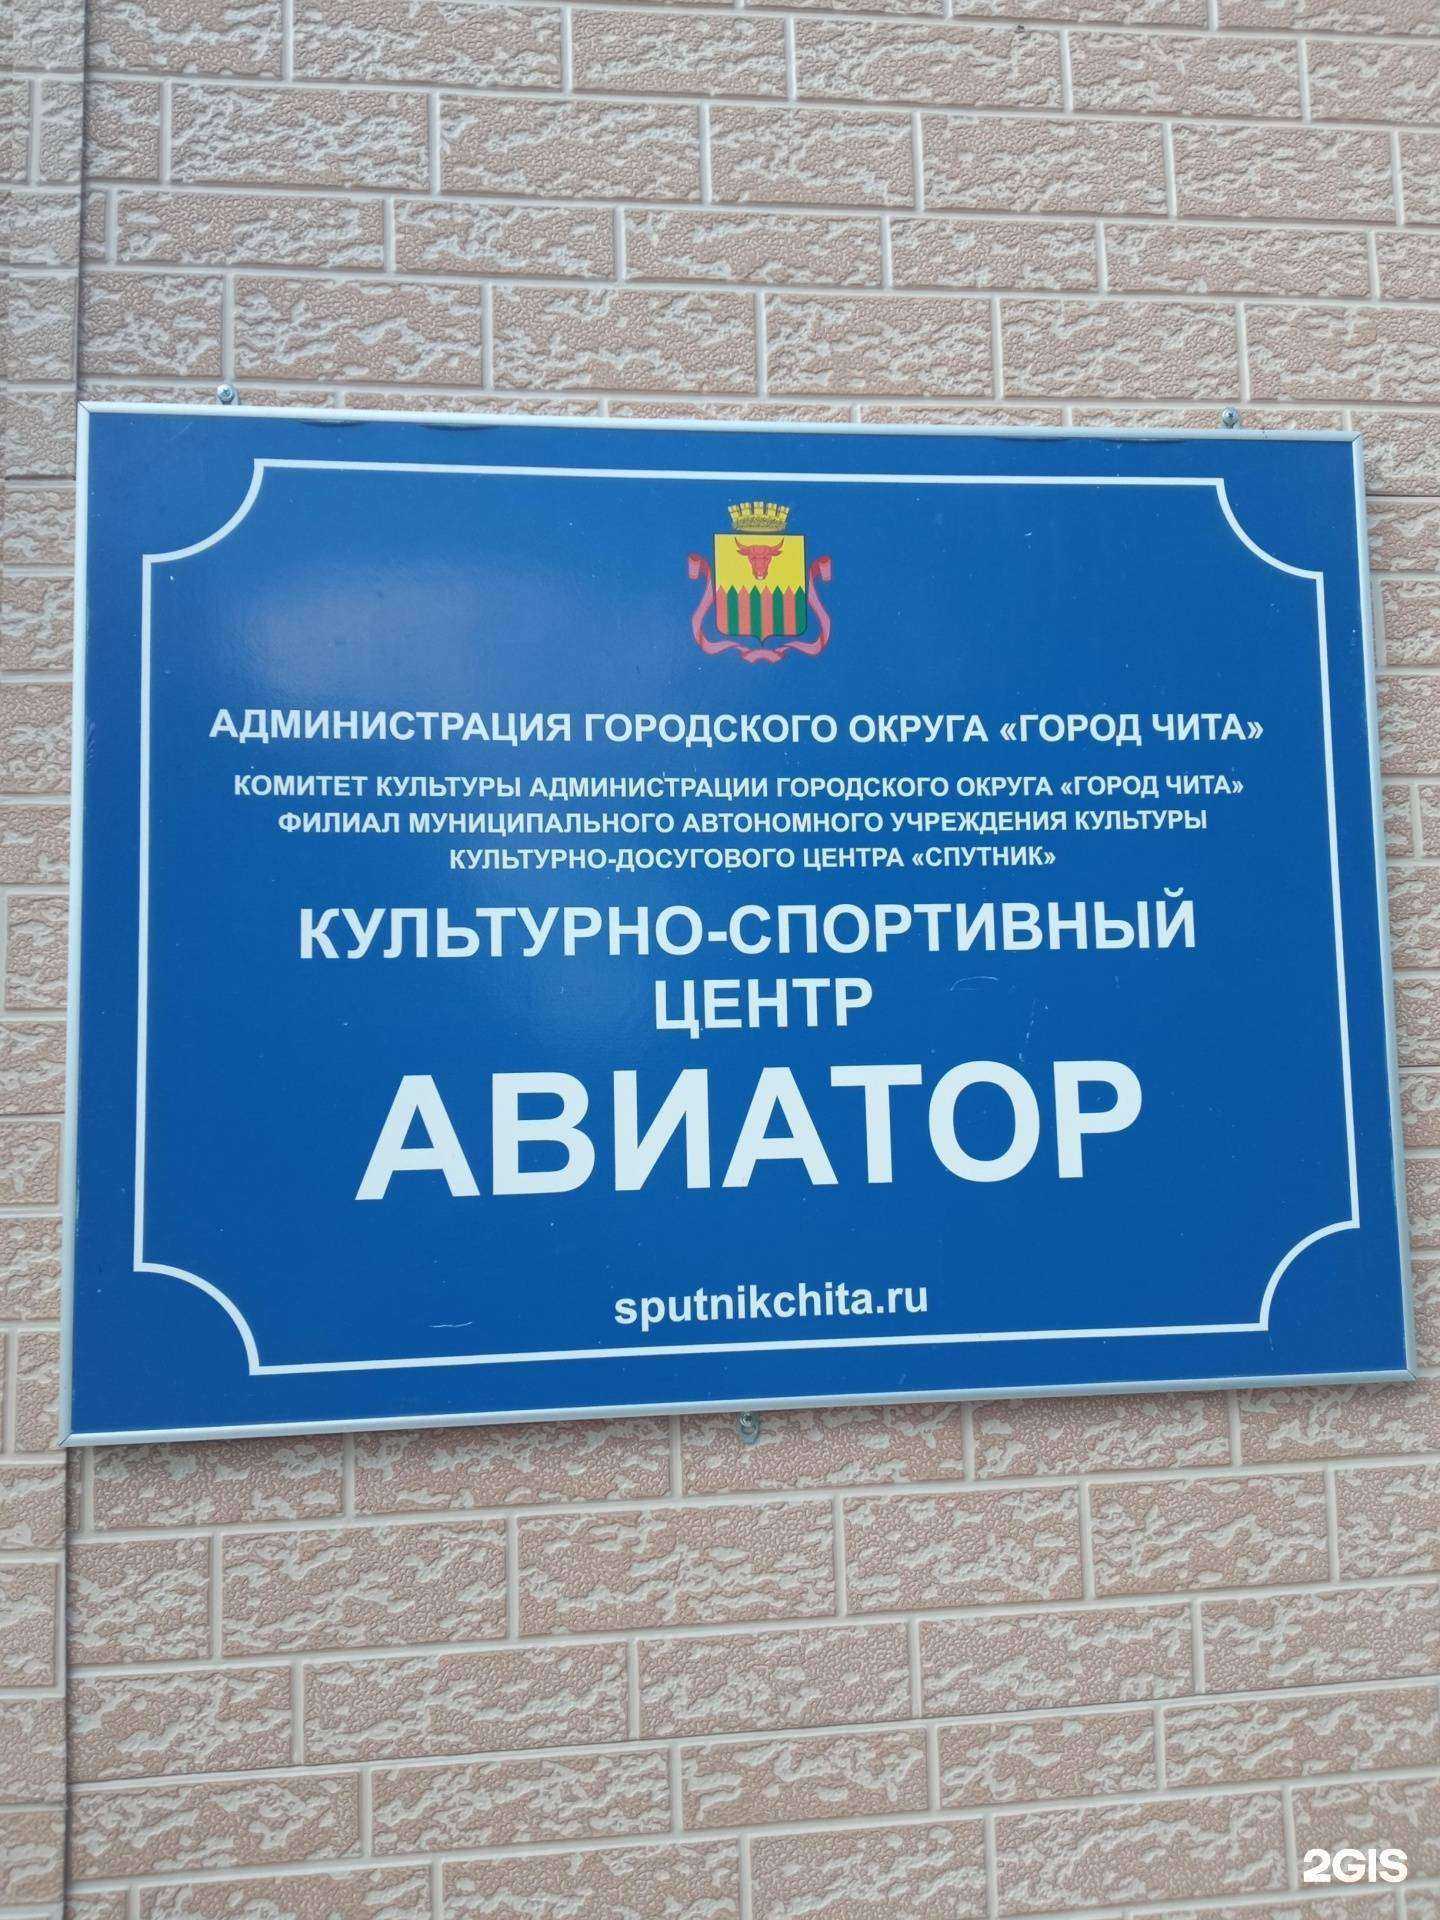 АДМИНИСТРАЦИЯ ГОРОДСКОГО ОКРУГА «ГОРОД ЧИТА»
КОМИТЕТ КУЛЬТУРЫ АДМИНИСТРАЦИИ ГОРОДСКОГО ОКРУГА «ГОРОД ЧИТА»
ФИЛИАЛ МУНИЦИПАЛЬНОГО АВТОНОМНОГО УЧРЕЖДЕНИЯ КУЛЬТУРЫ
КУЛЬТУРНО-ДОСУГОВОГО ЦЕНТРА «СПУТНИК»
КУЛЬТУРНО-СПОРТИВНЫЙ
ЦЕНТР
АВИАТОР
sputnikchita.ru
2GIS